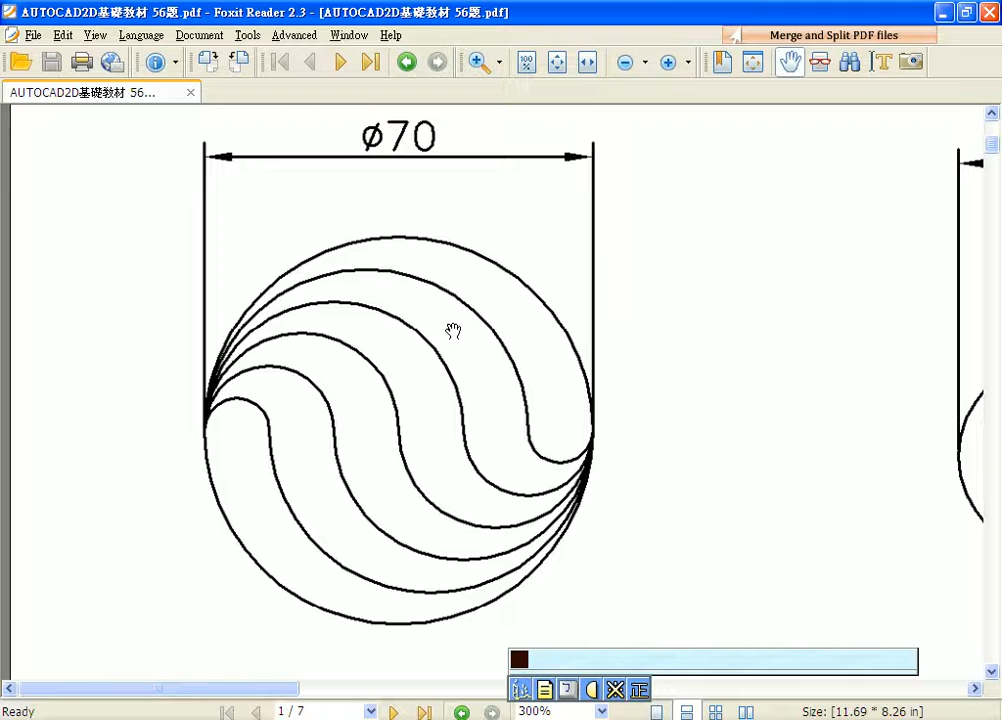 AUTOCAD2D基礎教材 56題.pdf - Foxit Reader 2.3 - [AUTOCAD2D基礎教材 56題.pdf]
File Edit View Language Document Tools Advanced Window Help
Merge and Split PDF files
AUTOCAD2D基礎教材 56...
ø70
正
Ready
1 / 7
300%
Size: [11.69 * 8.26 in]